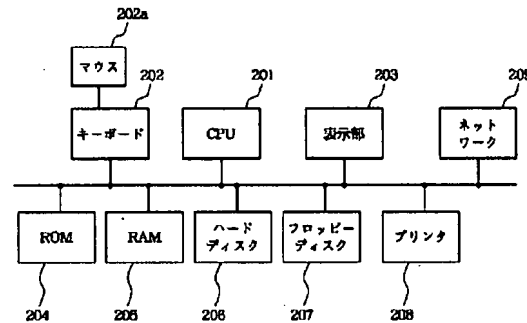 202a
マウス
202
201
203
209
キーボード
CPU
表示部
ネット
ワーク
ROM
RAM
ハード
ディスク
フロッピー
ディスク
プリンタ
204
205
206
207
208